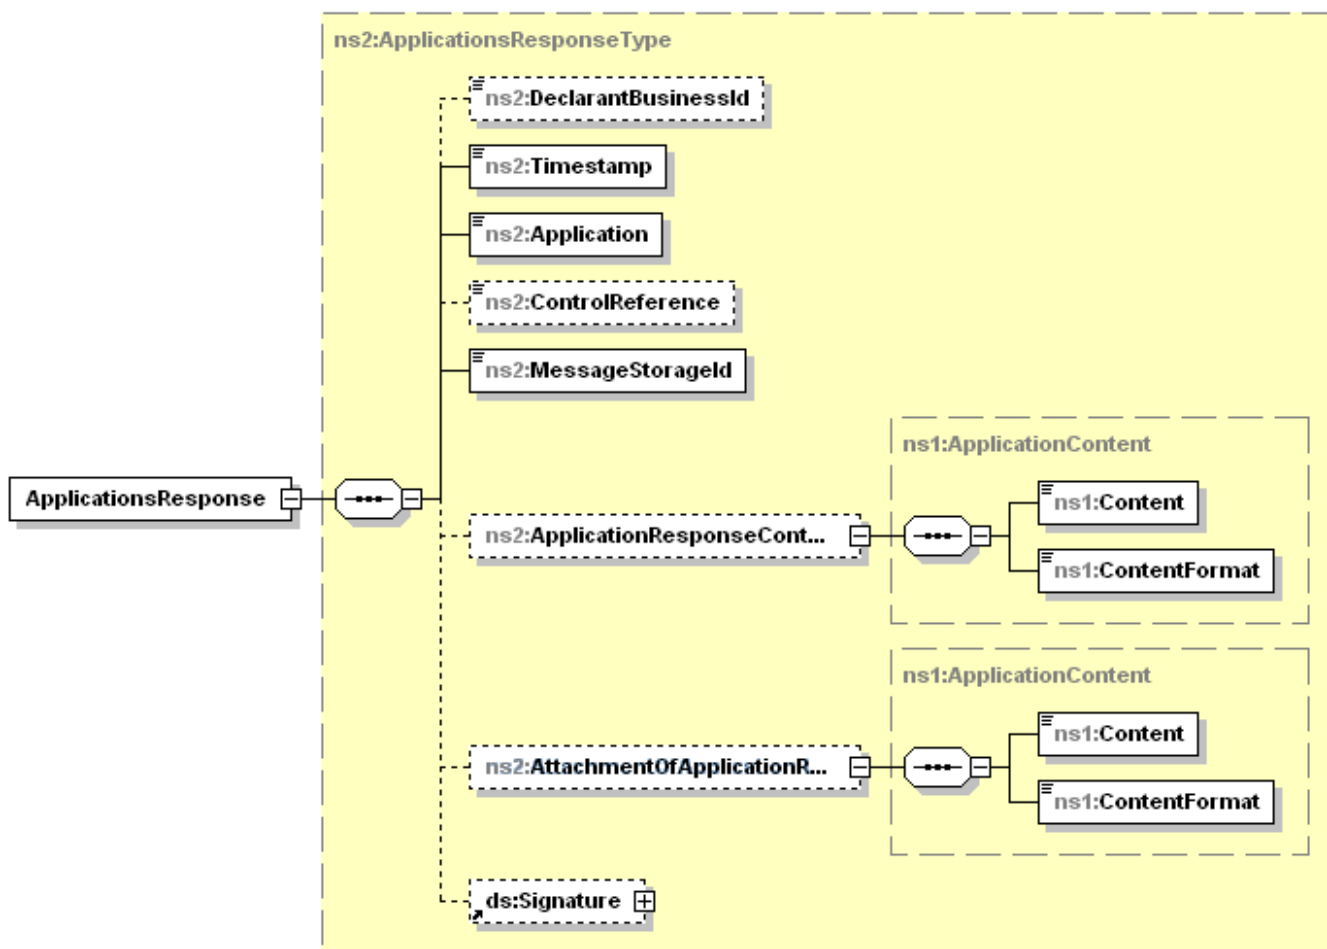 ns2:ApplicationsResponseType
ns2:DeclarantBusinessId
ns2:Timestamp
ns2:Application
ns2:ControlReference
ns2:MessageStorageId
ns1:ApplicationContent
ApplicationsResponse
ns1:Content
ns2:ApplicationResponseCont...
ns1:ContentFormat
ns1:ApplicationContent
ns1:Content
ns2:AttachmentOfApplicationR...
ns1:ContentFormat
ds:Signature